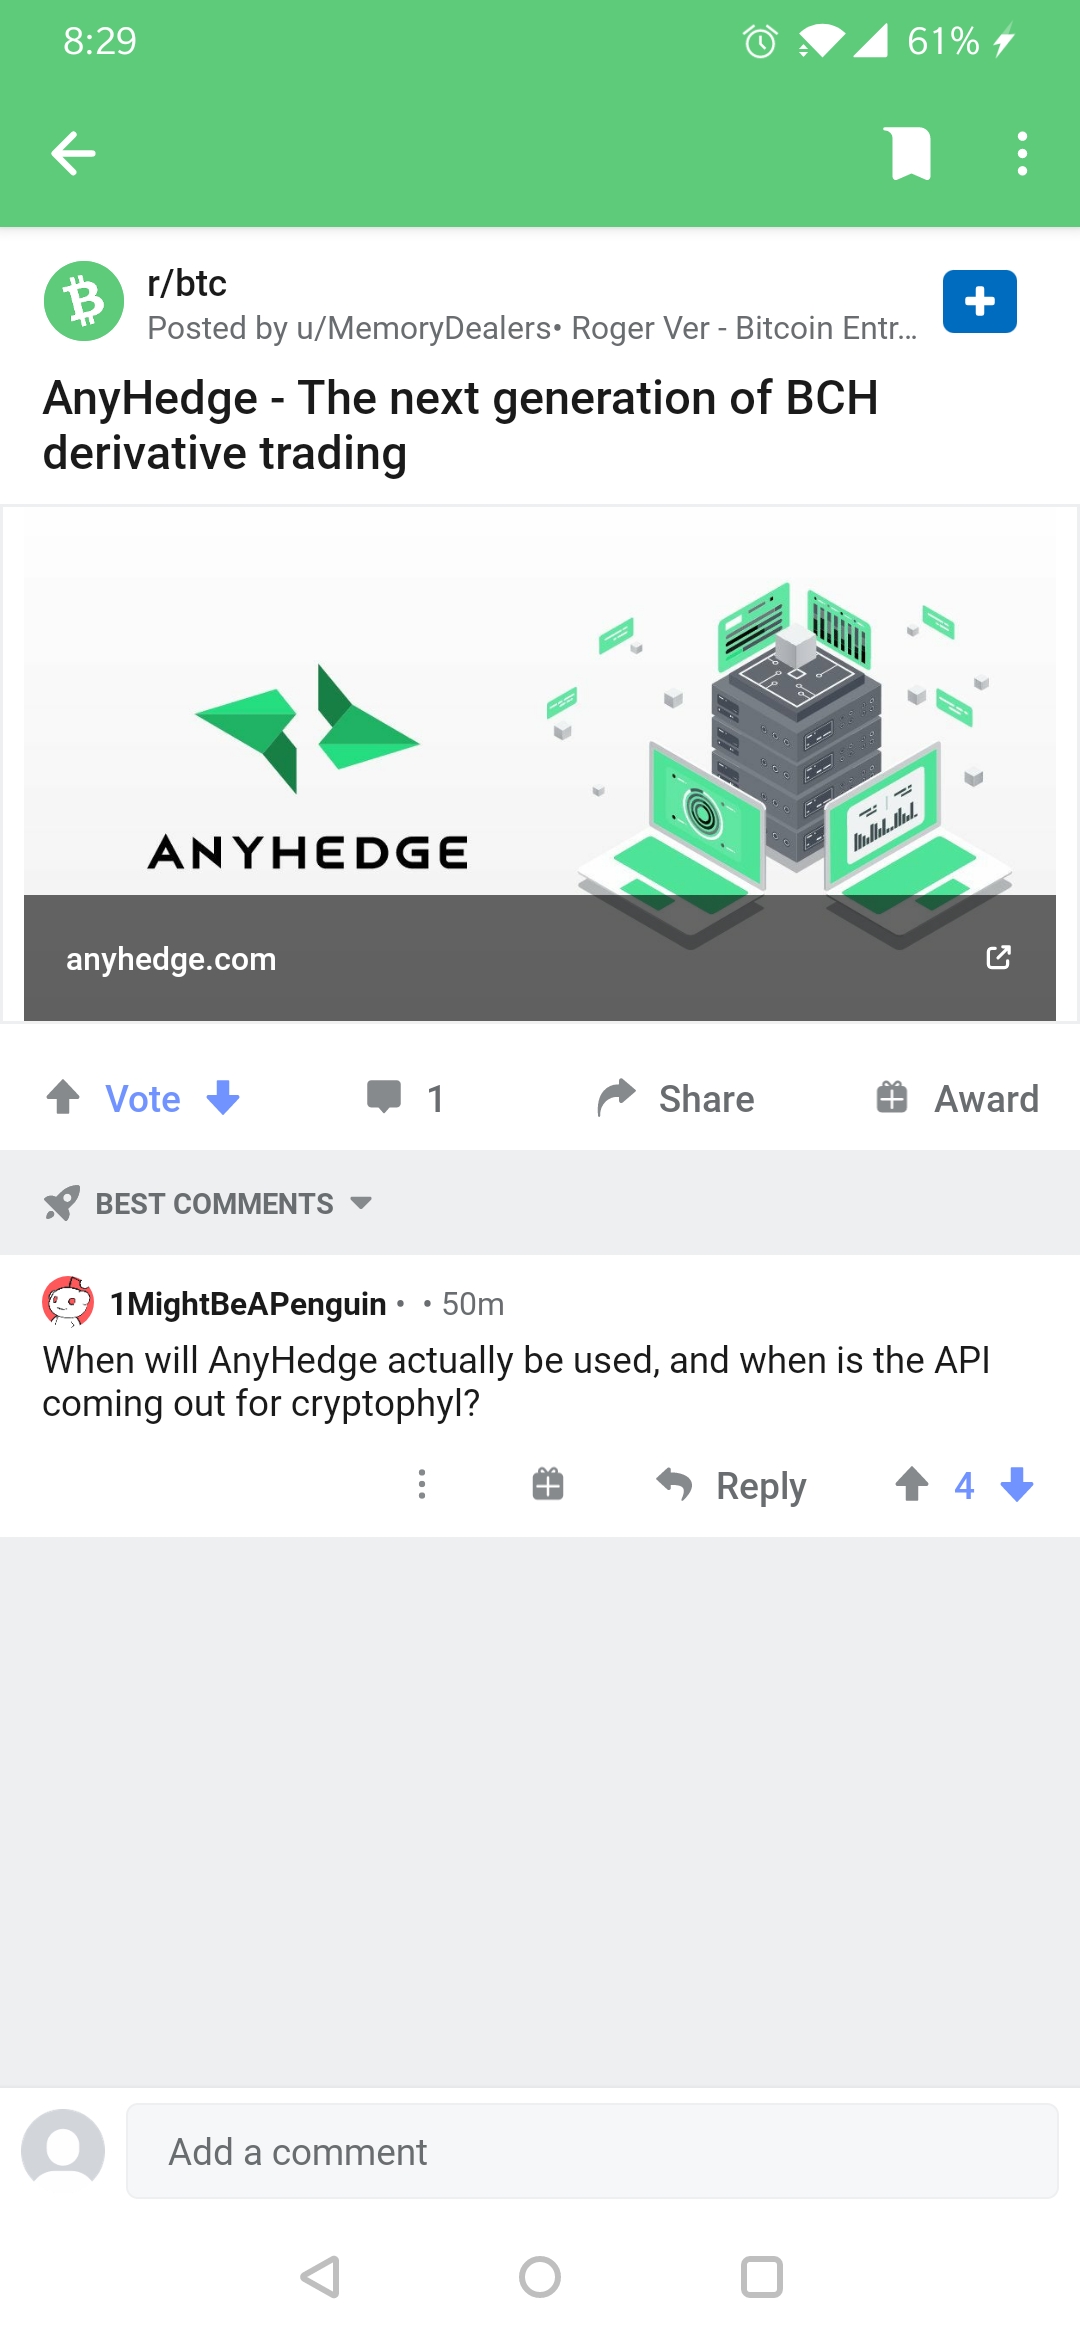 8:29
61%
r/btc
Posted by u/MemoryDealers• Roger Ver - Bitcoin Entr...
AnyHedge - The next generation of BCH
derivative trading
ANYHEDGE
anyhedge.com
Vote
1
Share
Award
BEST COMMENTS
1MightBeAPenguin • • 50m
When will AnyHedge actually be used, and when is the API
coming out for cryptophyl?
Reply
4
Add a comment